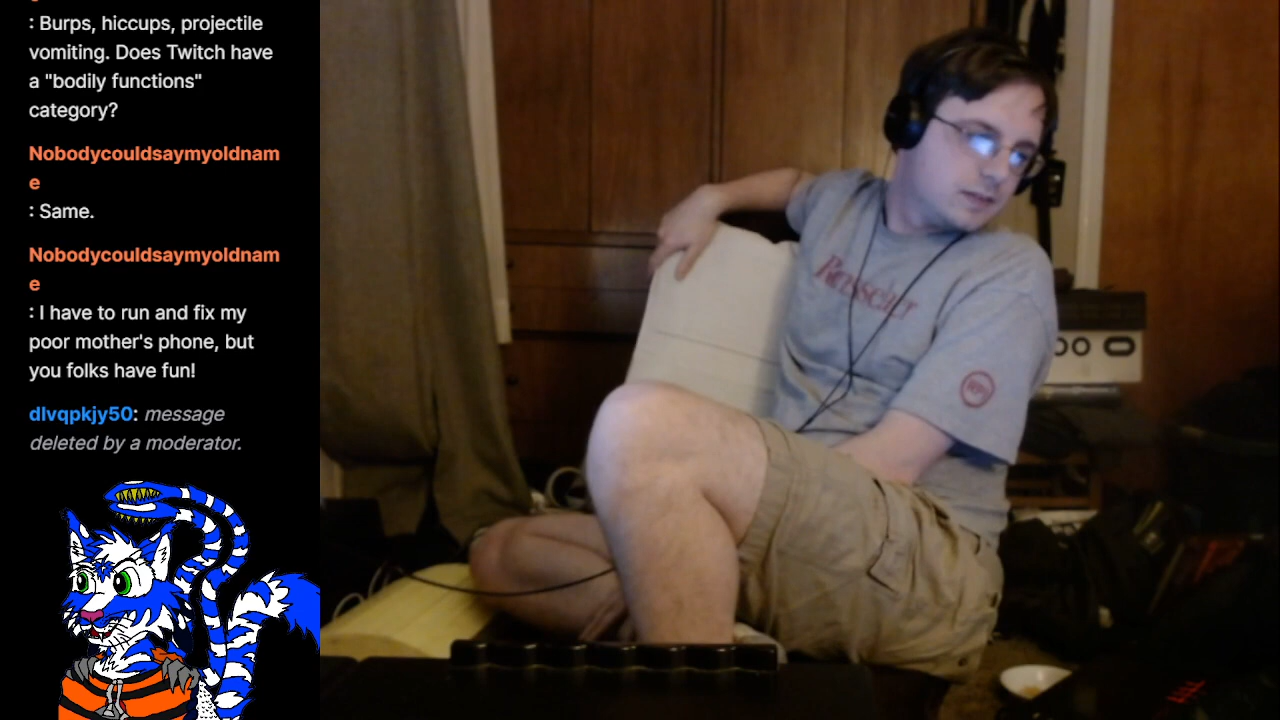 : Burps, hiccups, projectile
vomiting. Does Twitch have
a "bodily functions"
category?
Nobodycouldsaymyoldnam
e
: Same.
Nobodycouldsaymyoldnam
e
: I have to run and fix my
poor mother's phone, but
you folks have fun!
dlvqpkjy50: message
deleted by a moderator.